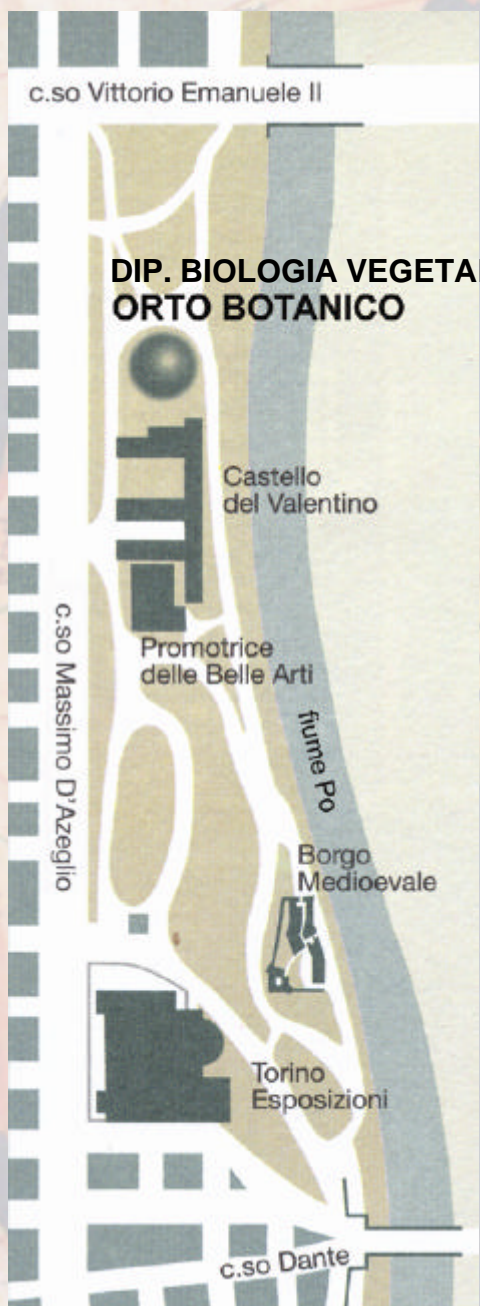 c.so Vittorio Emanuele II
DIP. BIOLOGIA VEGETA
ORTO BOTANICO
Castello
del Valentino
c.so Massimo D'Azeglio
Promotrice
delle Belle Arti
fiume Po
Borgo
Medioevale
Torino
Esposizioni
c.so Dante